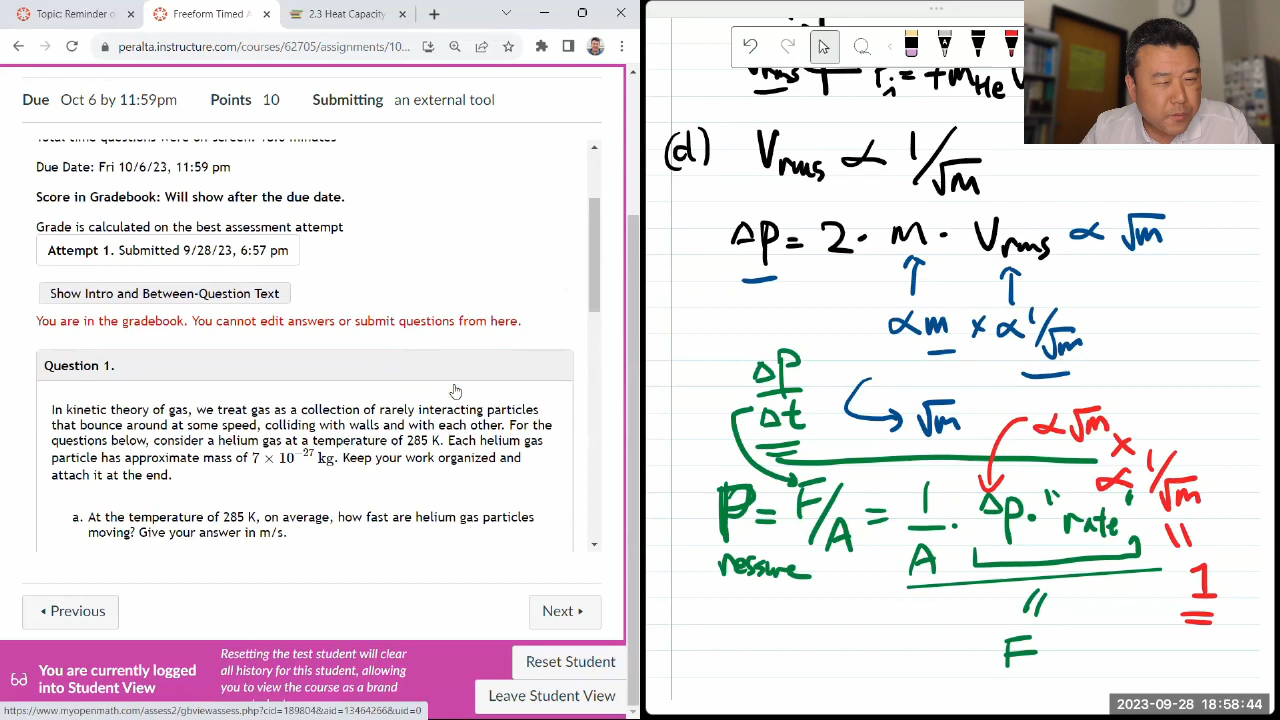 Topic: Reminder o
Freeform Timed A
2.3 Heat Capacity
peralta.instructure.com/courses/62705/assignments/10...
Due Oct 6 by 11:59pm Points 10 Submitting an external tool
Due Date: Fri 10/6/23, 11:59 pm
Score in Gradebook: Will show after the due date.
Grade is calculated on the best assessment attempt
Attempt 1. Submitted 9/28/23, 6:57 pm
Show Intro and Between-Question Text
You are in the gradebook. You cannot edit answers or submit questions from here.
Question 1.
In kinetic theory of gas, we treat gas as a collection of rarely interacting particles
that bounce around at some speed, colliding with walls and with each other. For the
questions below, consider a helium gas at a temperature of 285 K. Each helium gas
particle has approximate mass of 7 × 10⁻²⁷ kg. Keep your work organized and
attach it at the end.
a. At the temperature of 285 K, on average, how fast are helium gas particles
moving? Give your answer in m/s.
Previous
Next
You are currently logged
into Student View
Resetting the test student will clear
all history for this student, allowing
you to view the course as a brand
Reset Student
Leave Student View
https://www.myopenmath.com/assess2/gbviewassess.php?cid=189804&aid=13464266&uid=0
(d) Vrms ∝ 1/√m
Δp = 2 · m · Vrms ∝ √m
∝ m × ∝ 1/√m
Δp
Δt
√m
∝ √m × ∝ 1/√m = 1
P = F/A = 1/A · Δp · "rate"
ressure
=
F
2023-09-28 18:58:44